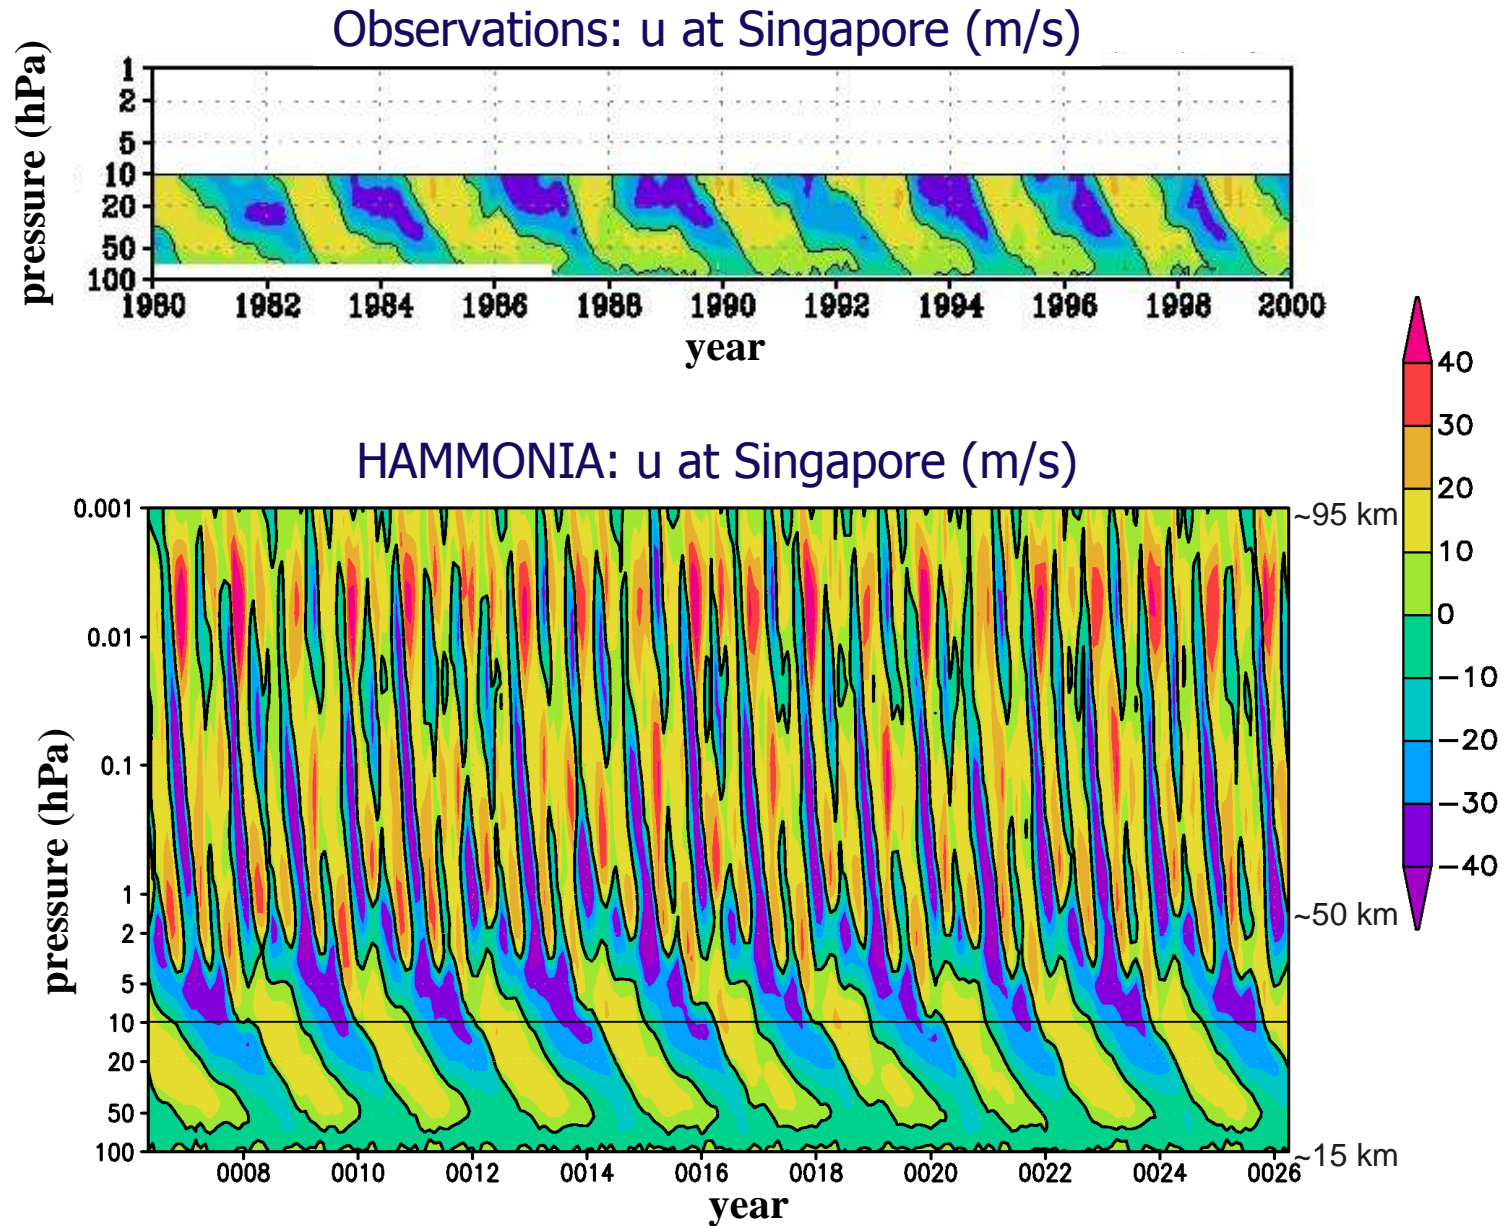 Observations: u at Singapore (m/s)
pressure (hPa)
1
2
5
10
20
50
100
1980 1982 1984 1986 1988 1990 1992 1994 1996 1998 2000
year
40
30
20
10
0
−10
−20
−30
−40
HAMMONIA: u at Singapore (m/s)
pressure (hPa)
0.001
0.01
0.1
1
2
5
10
20
50
100
~95 km
~50 km
~15 km
0008 0010 0012 0014 0016 0018 0020 0022 0024 0026
year